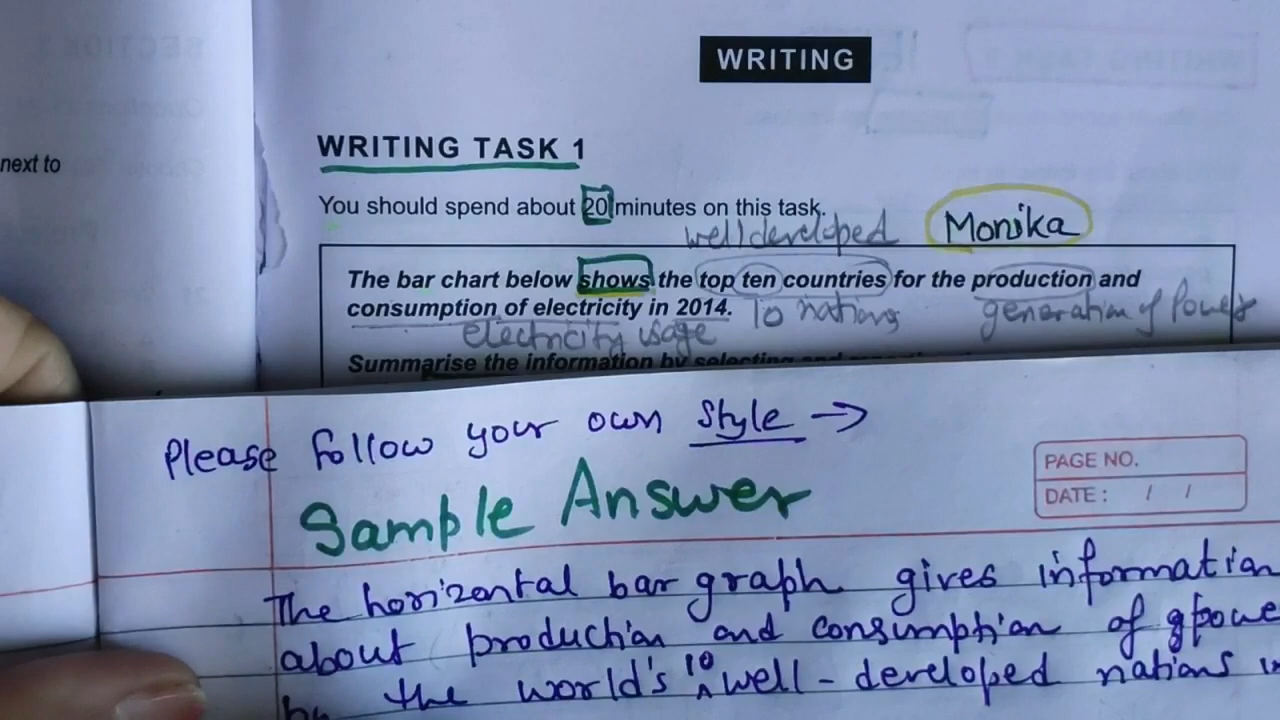 WRITING
next to
WRITING TASK 1
You should spend about 20 minutes on this task.
well developed
Monika
The bar chart below shows the top ten countries for the production and
consumption of electricity in 2014.
10 nations
generation of Power
electricity usage
Summarise the information by selecting and
Please follow your own Style →
Sample Answer
PAGE NO.
DATE: / /
The horizontal bar graph gives information
about production and consumption of
by the world's 10 well-developed nations in